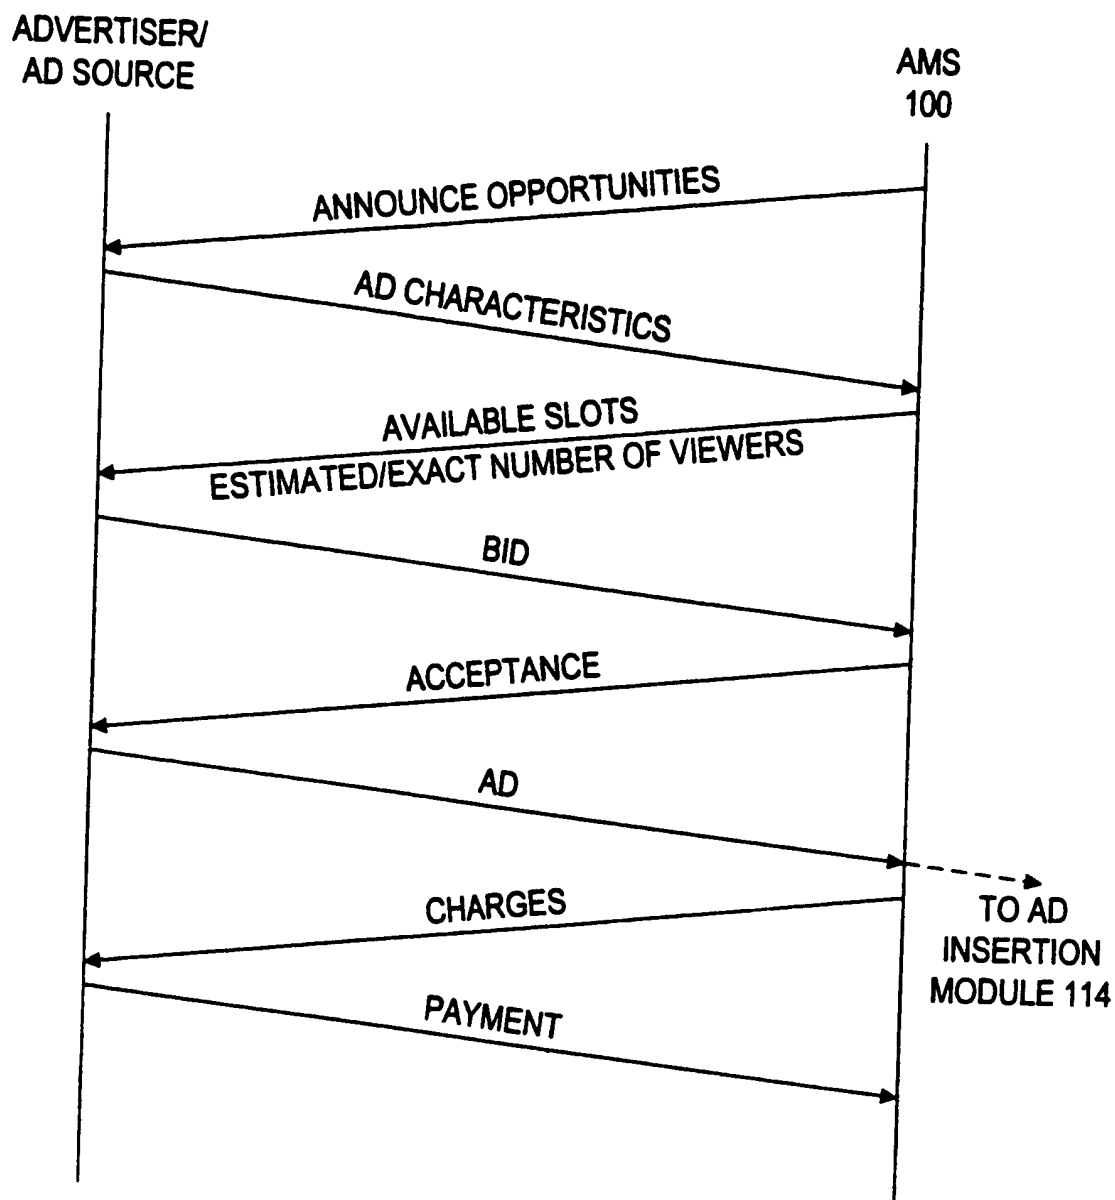 ADVERTISER/
AD SOURCE
AMS
100
ANNOUNCE OPPORTUNITIES
AD CHARACTERISTICS
AVAILABLE SLOTS
ESTIMATED/EXACT NUMBER OF VIEWERS
BID
ACCEPTANCE
AD
CHARGES
TO AD
INSERTION
MODULE 114
PAYMENT